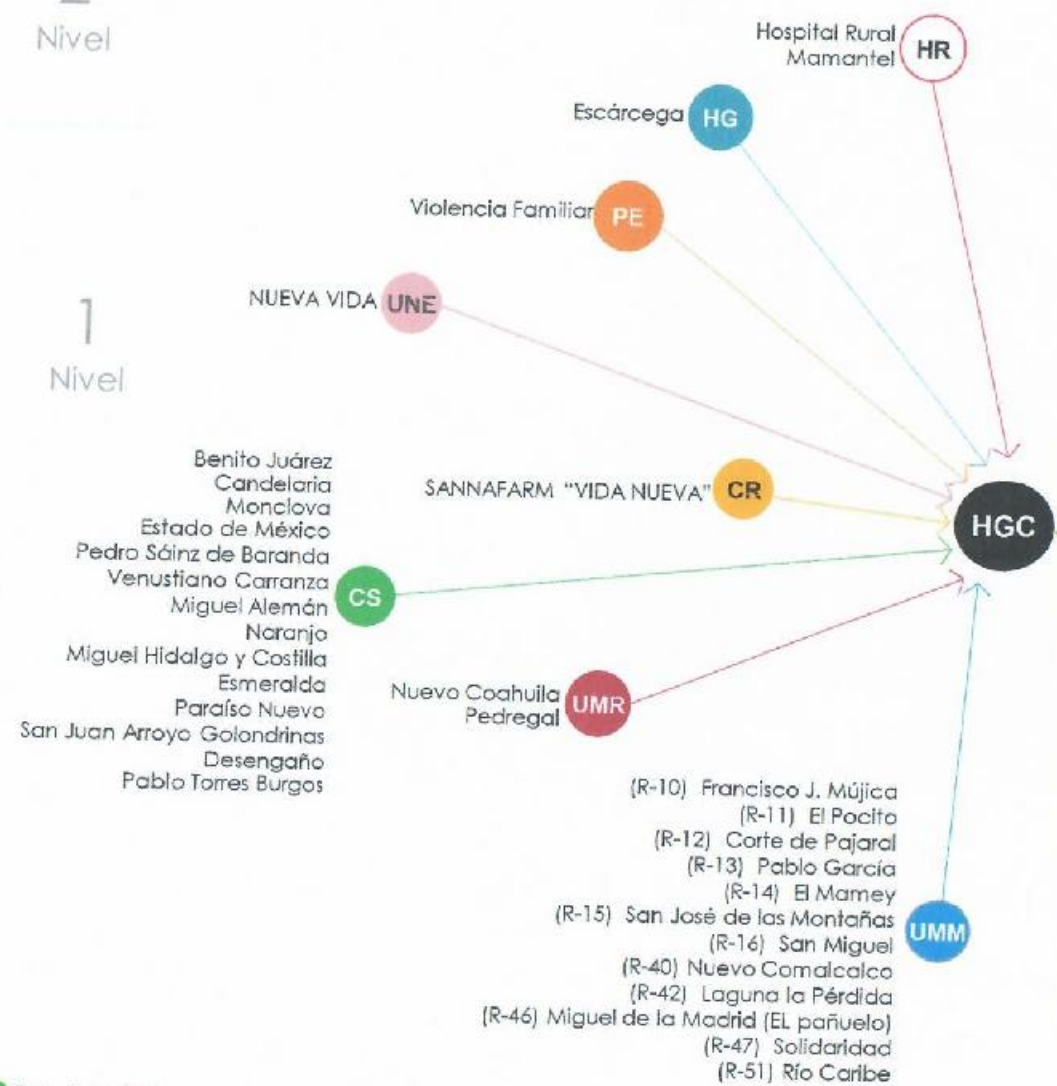 Nivel
Hospital Rural
Mamantel
HR
Escárcega
HG
Violencia Familiar
PE
NUEVA VIDA
UNE
1
Nivel
Benito Juárez
Candelaria
Monclova
Estado de México
Pedro Sáinz de Baranda
Venustiano Carranza
Miguel Alemán
Naranjo
Miguel Hidalgo y Costilla
Esmeralda
Paraíso Nuevo
San Juan Arroyo Golondrinas
Desengaño
Pablo Torres Burgos
CS
SANNAFARM "VIDA NUEVA"
CR
HGC
Nuevo Coahuila
Pedregal
UMR
(R-10) Francisco J. Mújica
(R-11) El Pocito
(R-12) Corte de Pajaral
(R-13) Pablo García
(R-14) El Mamey
(R-15) San José de las Montañas
(R-16) San Miguel
(R-40) Nuevo Comalcalco
(R-42) Laguna la Pérdida
(R-46) Miguel de la Madrid (EL pañuelo)
(R-47) Solidaridad
(R-51) Río Caribe
UMM